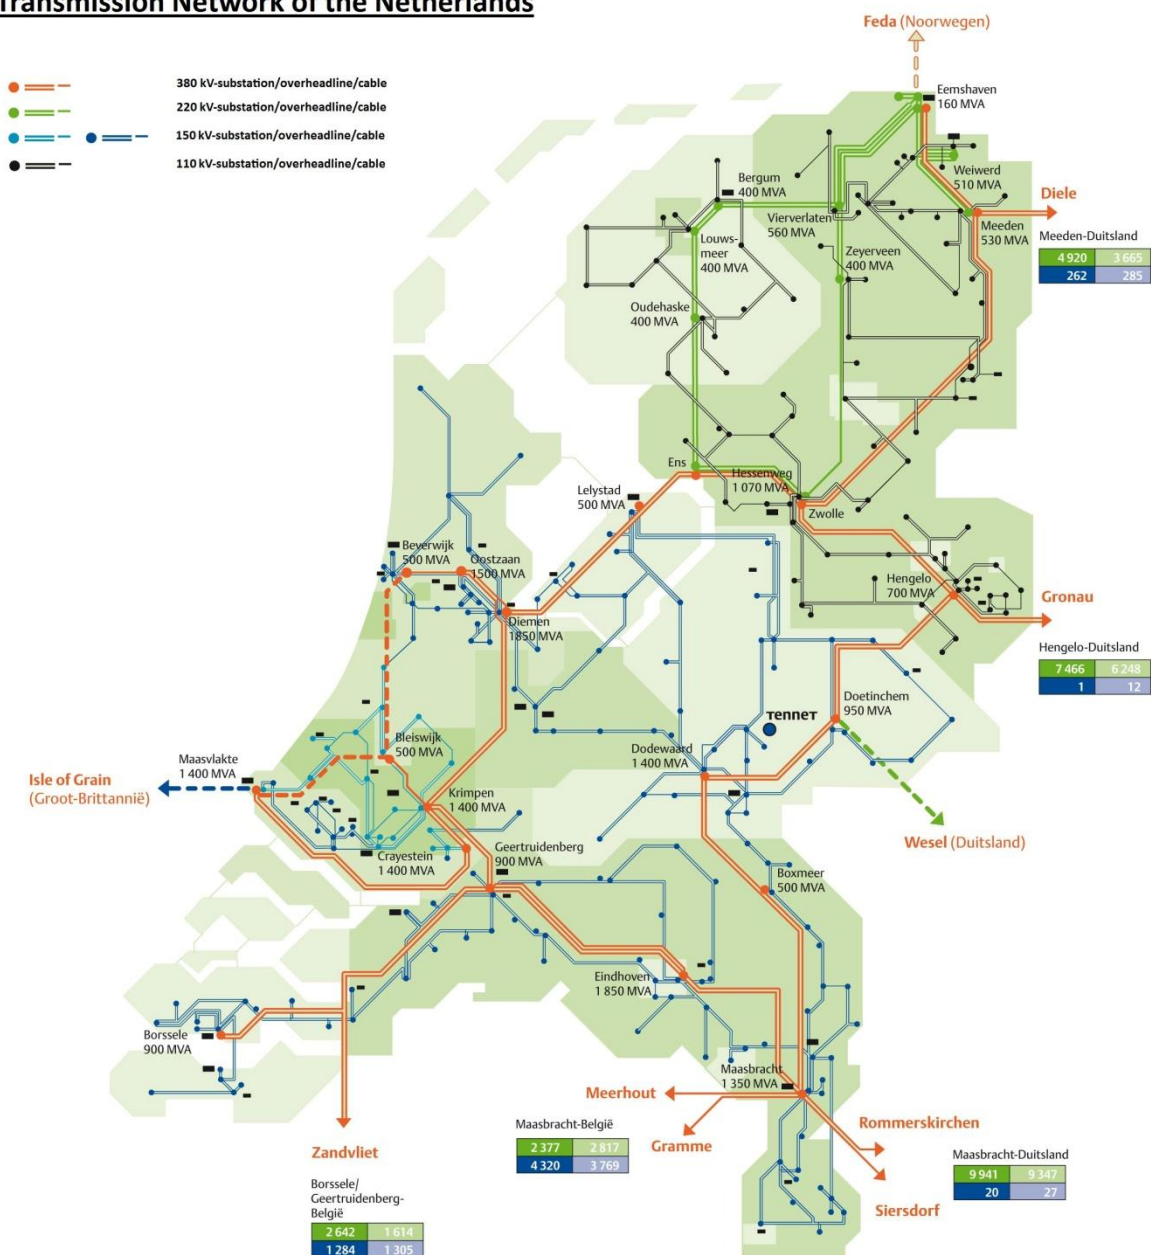 Transmission Network of the Netherlands
380 kV-substation/overheadline/cable
220 kV-substation/overheadline/cable
150 kV-substation/overheadline/cable
110 kV-substation/overheadline/cable
Feda (Noorwegen)
Eemshaven
160 MVA
Weiwerd
510 MVA
Bergum
400 MVA
Vierverlaten
560 MVA
Diele
Meeden
530 MVA
Meeden-Duitsland
4 920 3 665
262 285
Louws-
meer
400 MVA
Zeyerveen
400 MVA
Oudehaske
400 MVA
Ens
Hessenweg
1 070 MVA
Lelystad
500 MVA
Zwolle
Beverwijk
500 MVA
Oostzaan
1500 MVA
Hengelo
700 MVA
Gronau
Diemen
1850 MVA
Hengelo-Duitsland
7 466 6 248
1 12
Doetinchem
950 MVA
TenneT
Bleiswijk
500 MVA
Dodewaard
1 400 MVA
Maasvlakte
1 400 MVA
Isle of Grain
(Groot-Brittannië)
Krimpen
1 400 MVA
Wesel (Duitsland)
Crayestein
1 400 MVA
Geertruidenberg
900 MVA
Boxmeer
500 MVA
Eindhoven
1 850 MVA
Borssele
900 MVA
Maasbracht
1 350 MVA
Meerhout
Gramme
Rommerskirchen
Siersdorf
Maasbracht-België
2 377 2 817
4 320 3 769
Maasbracht-Duitsland
9 941 9 347
20 27
Zandvliet
Borssele/
Geertruidenberg-
België
2 642 1 614
1 284 1 305